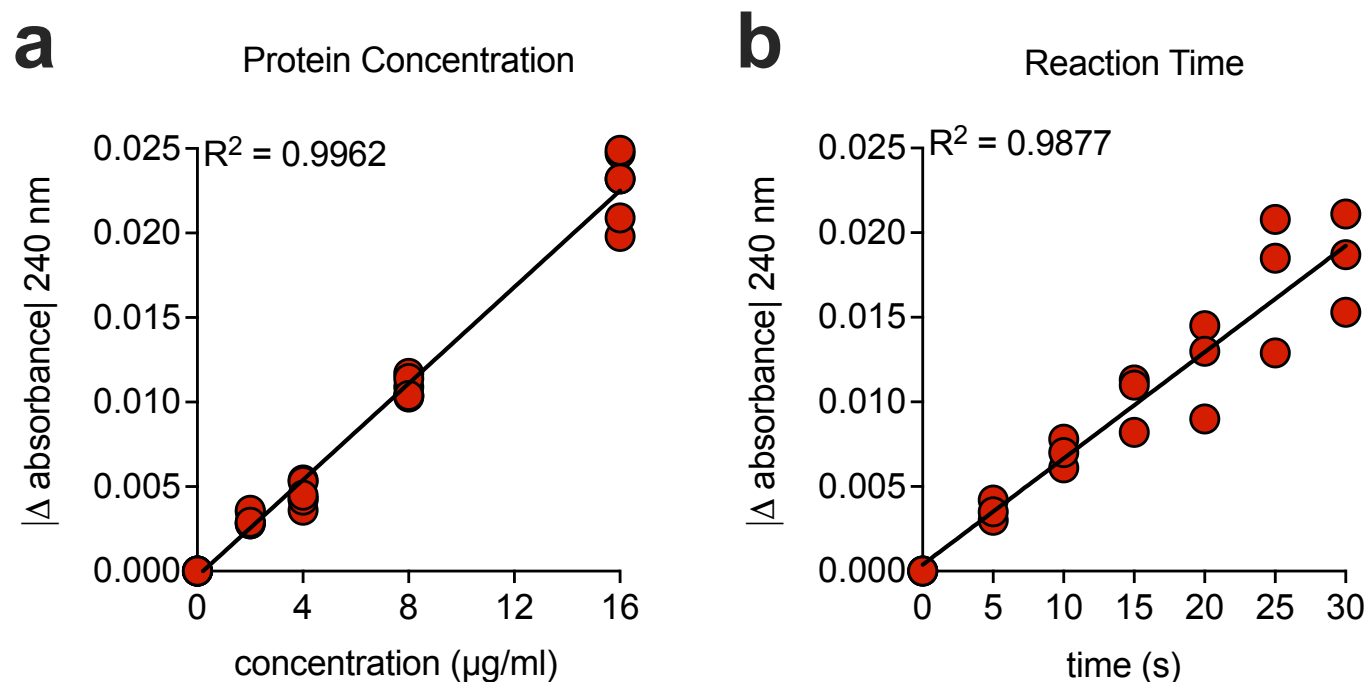 a
Protein Concentration
R² = 0.9962
|Δ absorbance| 240 nm
0.025
0.020
0.015
0.010
0.005
0.000
0 4 8 12 16
concentration (µg/ml)
b
Reaction Time
R² = 0.9877
|Δ absorbance| 240 nm
0.025
0.020
0.015
0.010
0.005
0.000
0 5 10 15 20 25 30
time (s)